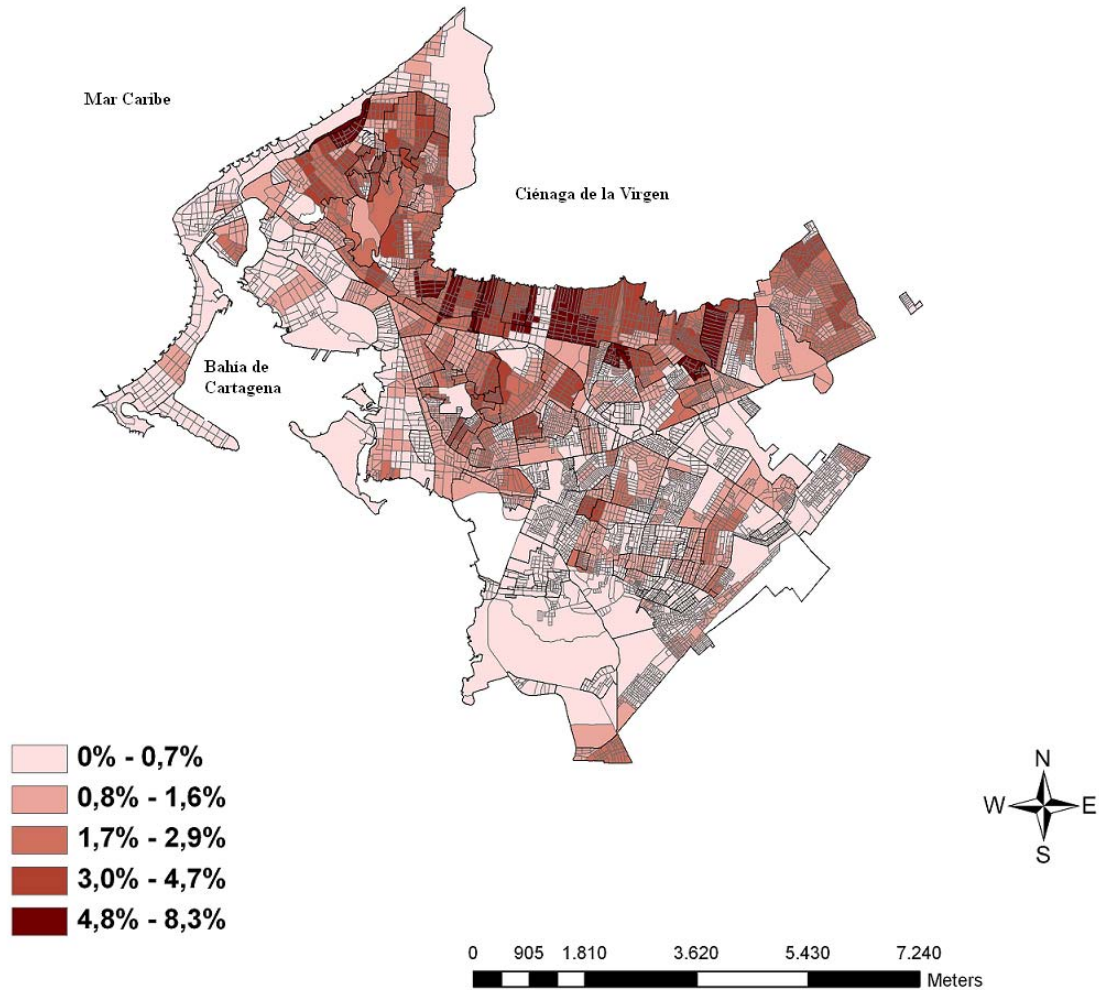 Mar Caribe
Ciénaga de la Virgen
Bahía de
Cartagena
0% - 0,7%
0,8% - 1,6%
1,7% - 2,9%
3,0% - 4,7%
4,8% - 8,3%
N
W E
S
0 905 1.810 3.620 5.430 7.240
Meters